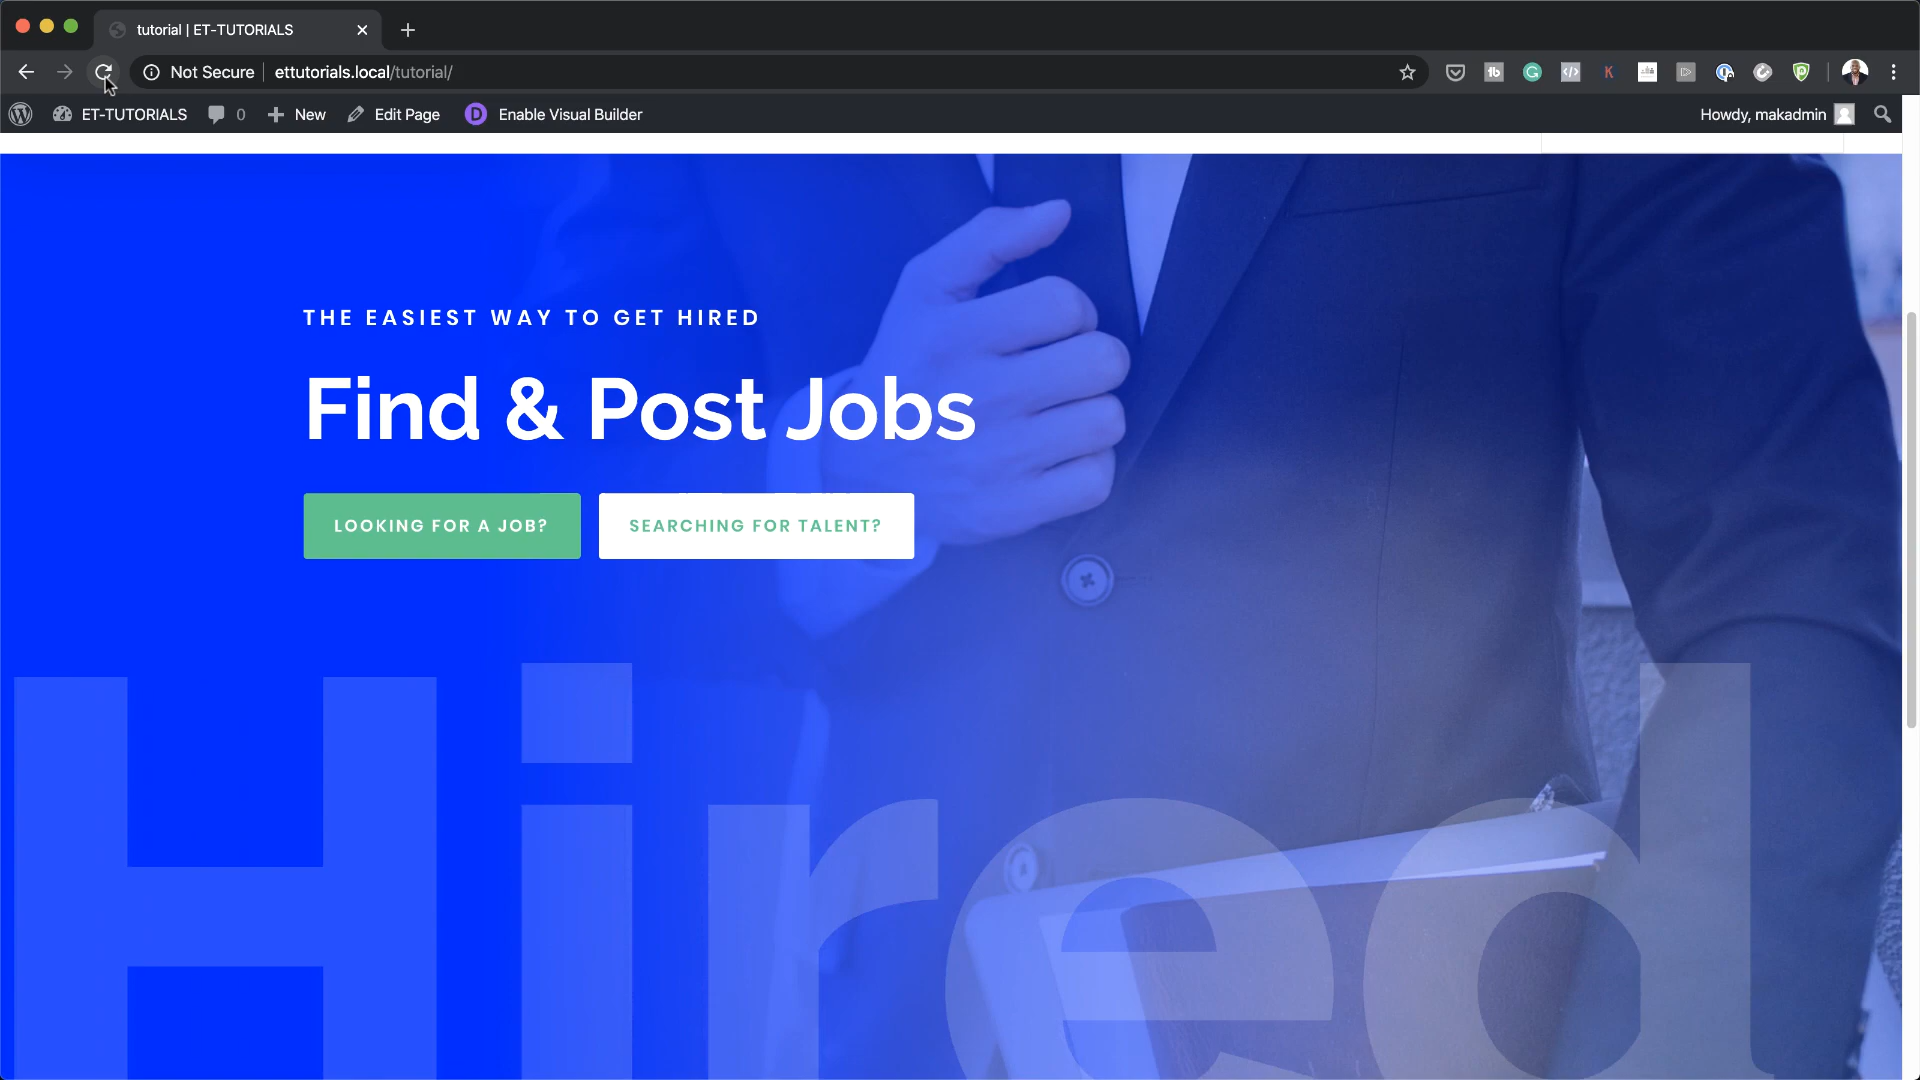 tutorial | ET-TUTORIALS
Not Secure ettutorials.local/tutorial/
ET-TUTORIALS 0 New Edit Page D Enable Visual Builder Howdy, makadmin
THE EASIEST WAY TO GET HIRED
Find & Post Jobs
LOOKING FOR A JOB? SEARCHING FOR TALENT?
Hired